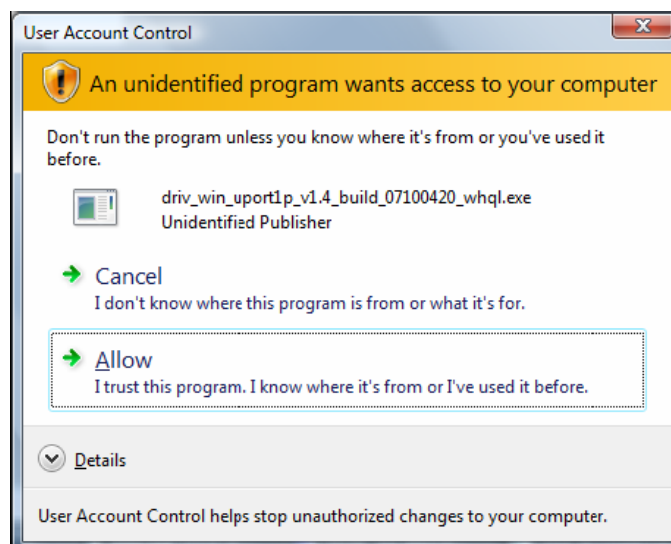 User Account Control
An unidentified program wants access to your computer
Don't run the program unless you know where it's from or you've used it
before.
driv_win_uport1p_v1.4_build_07100420_whql.exe
Unidentified Publisher
Cancel
I don't know where this program is from or what it's for.
Allow
I trust this program. I know where it's from or I've used it before.
Details
User Account Control helps stop unauthorized changes to your computer.